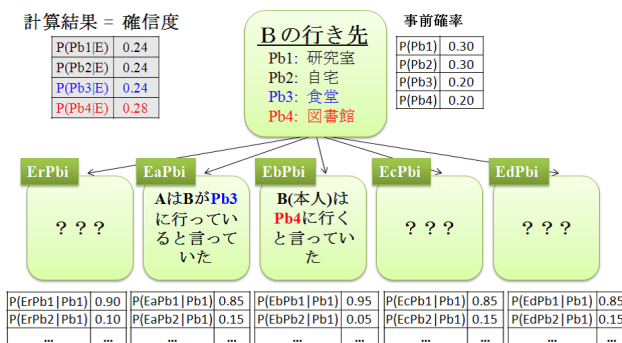 計算結果 = 確信度
P(Pb1|E) 0.24
P(Pb2|E) 0.24
P(Pb3|E) 0.24
P(Pb4|E) 0.28
Bの行き先
Pb1: 研究室
Pb2: 自宅
Pb3: 食堂
Pb4: 図書館
事前確率
P(Pb1) 0.30
P(Pb2) 0.30
P(Pb3) 0.20
P(Pb4) 0.20
ErPbi
？？？
EaPbi
AはBがPb3
に行ってい
ると言って
いた
EbPbi
B(本人)は
Pb4に行く
と言ってい
た
EcPbi
？？？
EdPbi
？？？
P(ErPb1|Pb1) 0.90
P(ErPb2|Pb1) 0.10
... ...
P(EaPb1|Pb1) 0.85
P(EaPb2|Pb1) 0.15
... ...
P(EbPb1|Pb1) 0.95
P(EbPb2|Pb1) 0.05
... ...
P(EcPb1|Pb1) 0.85
P(EcPb2|Pb1) 0.15
... ...
P(EdPb1|Pb1) 0.85
P(EdPb2|Pb1) 0.15
... ...